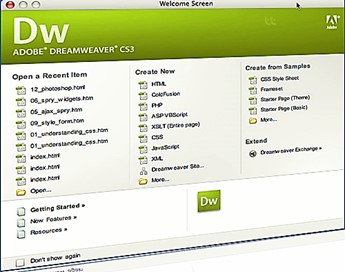 Welcome Screen
Dw
ADOBE® DREAMWEAVER® CS3
Adobe
Open a Recent Item
12_photoshop.htm
06_spry_widgets.htm
05_ajax_spry.htm
09_style_form.htm
01_understanding_css.htm
01_understanding_css.htm
index.html
index.html
index.html
Open...
Create New
HTML
ColdFusion
PHP
ASP VBScript
XSLT (Entire page)
CSS
JavaScript
XML
Dreamweaver Site...
More...
Create from Samples
CSS Style Sheet
Frameset
Starter Page (Theme)
Starter Page (Basic)
More...
Extend
Dreamweaver Exchange »
Getting Started »
New Features »
Resources »
Dw
Don't show again